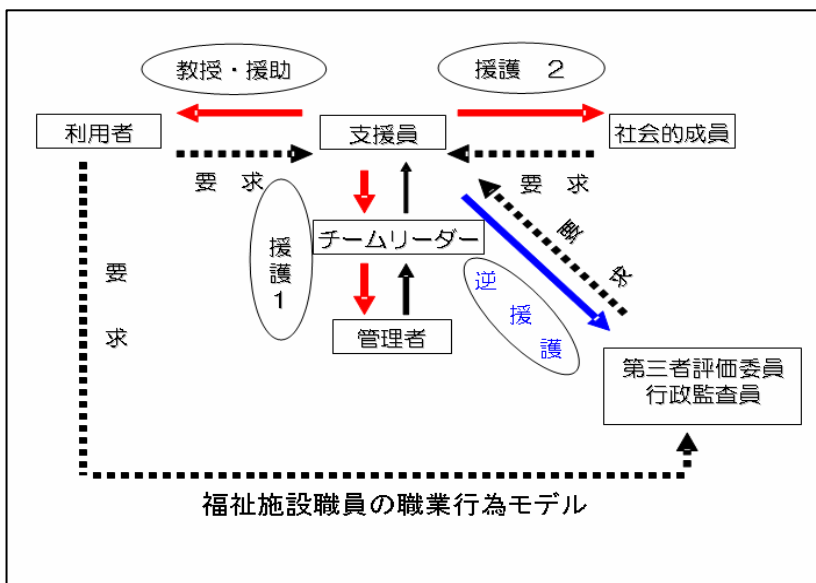 教授・援助
援護 2
利用者
支援員
社会的成員
要 求
要 求
援護1
チームリーダー
要求
要求
逆援護
管理者
第三者評価委員
行政監査員
福祉施設職員の職業行為モデル